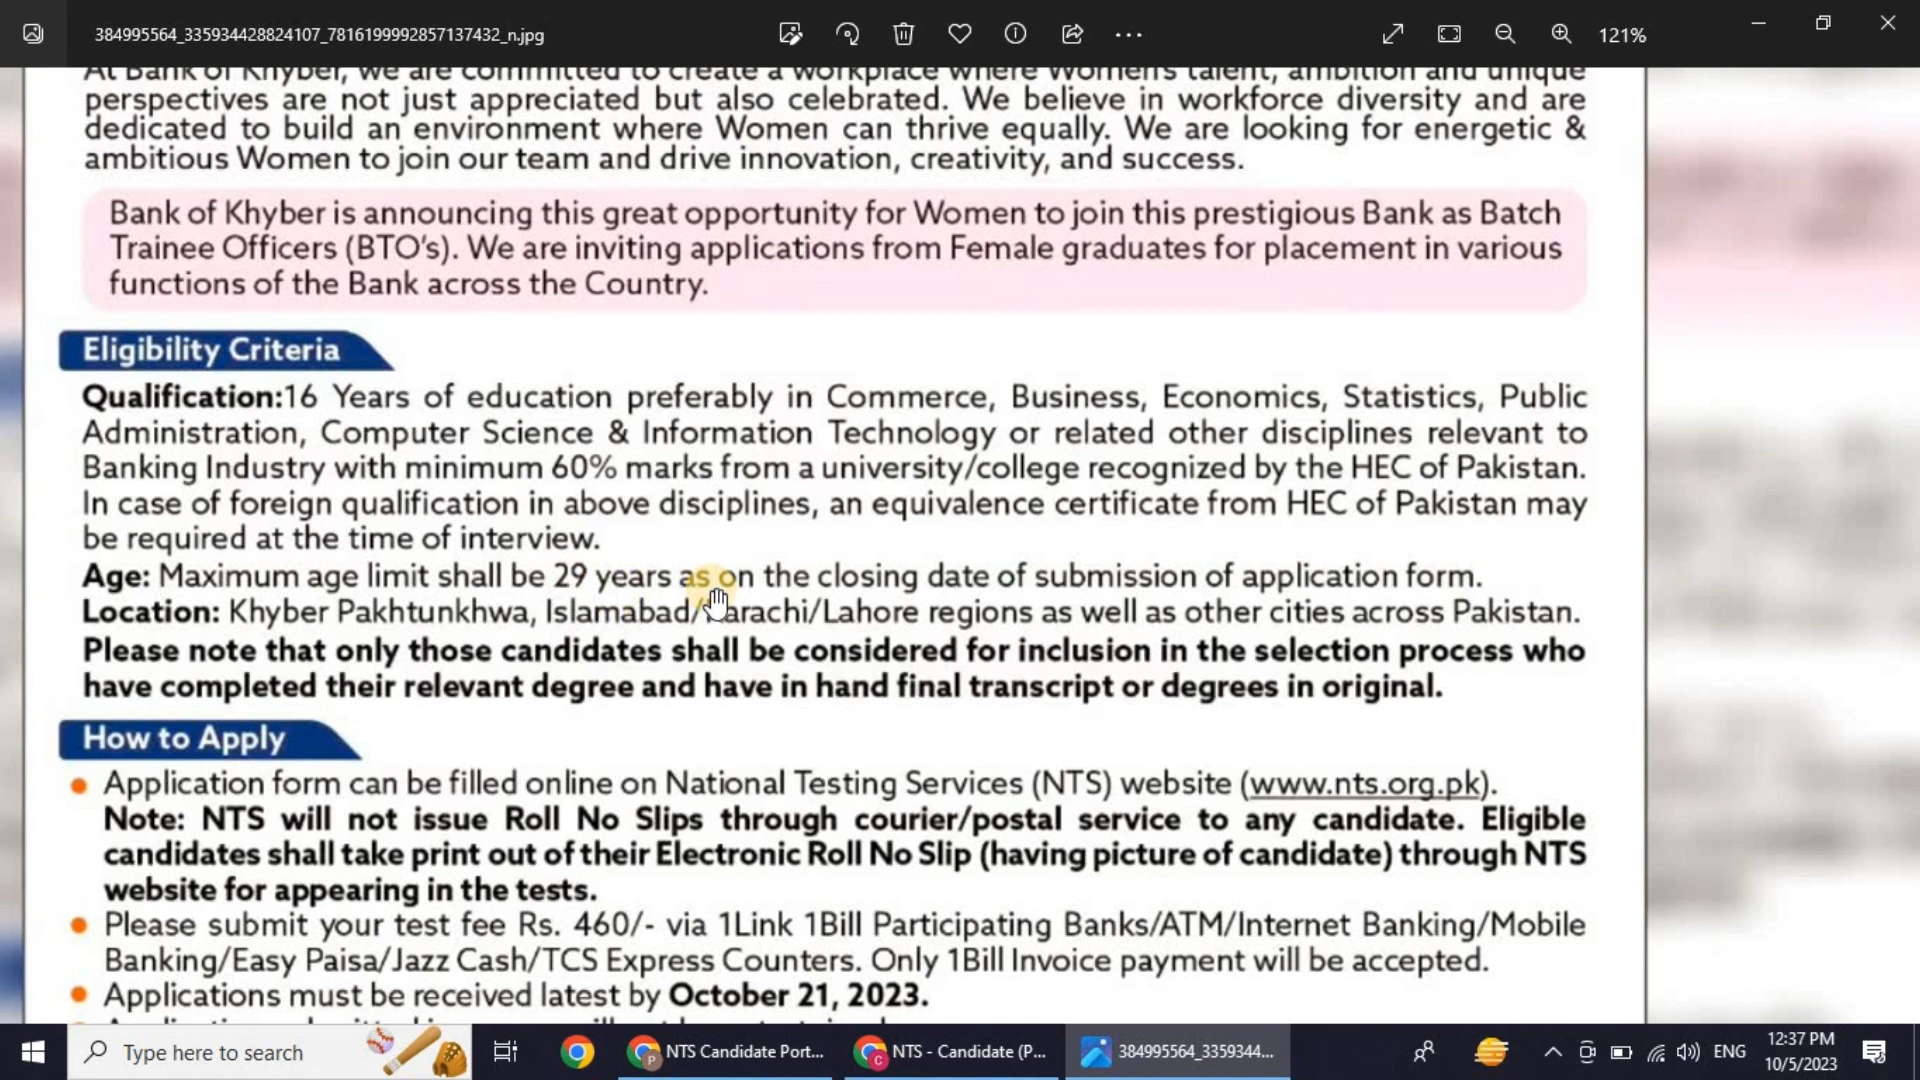 384995564_335934428824107_7816199992857137432_n.jpg
121%
At Bank of Khyber, we are committed to create a workplace where Women's talent, ambition and unique
perspectives are not just appreciated but also celebrated. We believe in workforce diversity and are
dedicated to build an environment where Women can thrive equally. We are looking for energetic &
ambitious Women to join our team and drive innovation, creativity, and success.
Bank of Khyber is announcing this great opportunity for Women to join this prestigious Bank as Batch
Trainee Officers (BTO's). We are inviting applications from Female graduates for placement in various
functions of the Bank across the Country.
Eligibility Criteria
Qualification:16 Years of education preferably in Commerce, Business, Economics, Statistics, Public
Administration, Computer Science & Information Technology or related other disciplines relevant to
Banking Industry with minimum 60% marks from a university/college recognized by the HEC of Pakistan.
In case of foreign qualification in above disciplines, an equivalence certificate from HEC of Pakistan may
be required at the time of interview.
Age: Maximum age limit shall be 29 years as on the closing date of submission of application form.
Location: Khyber Pakhtunkhwa, Islamabad/Karachi/Lahore regions as well as other cities across Pakistan.
Please note that only those candidates shall be considered for inclusion in the selection process who
have completed their relevant degree and have in hand final transcript or degrees in original.
How to Apply
Application form can be filled online on National Testing Services (NTS) website (www.nts.org.pk).
Note: NTS will not issue Roll No Slips through courier/postal service to any candidate. Eligible
candidates shall take print out of their Electronic Roll No Slip (having picture of candidate) through NTS
website for appearing in the tests.
Please submit your test fee Rs. 460/- via 1Link 1Bill Participating Banks/ATM/Internet Banking/Mobile
Banking/Easy Paisa/Jazz Cash/TCS Express Counters. Only 1Bill Invoice payment will be accepted.
Applications must be received latest by October 21, 2023.
Type here to search
NTS Candidate Port...
NTS - Candidate (P...
384995564_3359344...
ENG
12:37 PM
10/5/2023